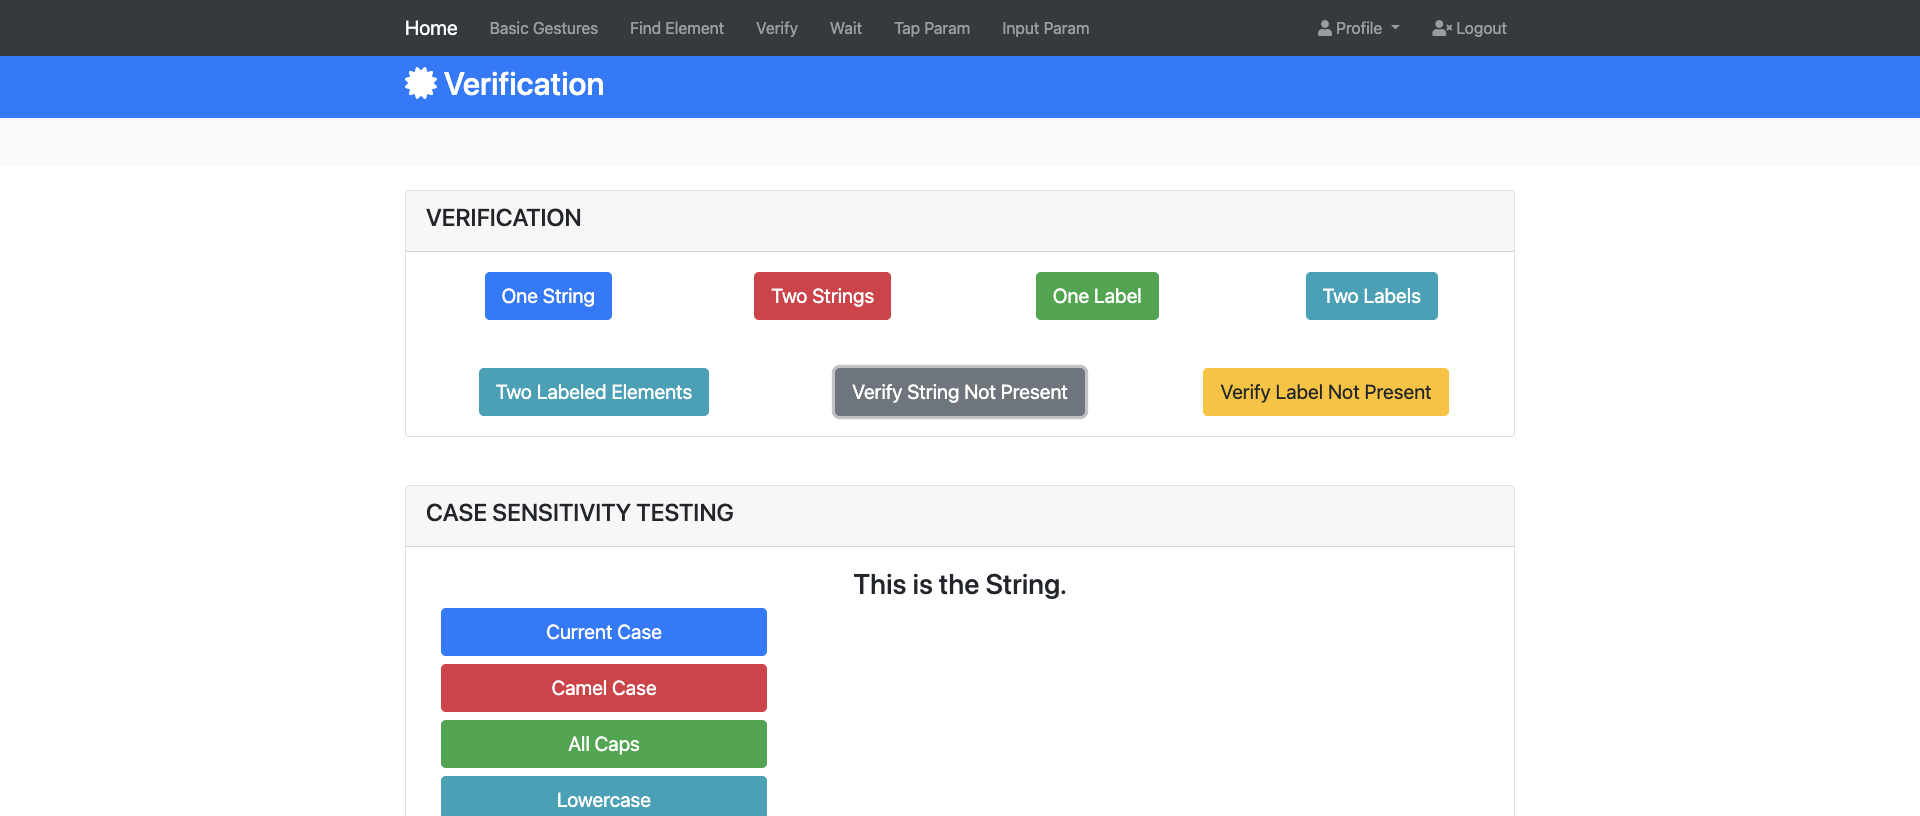 Home Basic Gestures Find Element Verify Wait Tap Param Input Param Profile Logout
Verification
VERIFICATION
One String Two Strings One Label Two Labels
Two Labeled Elements Verify String Not Present Verify Label Not Present
CASE SENSITIVITY TESTING
This is the String.
Current Case
Camel Case
All Caps
Lowercase